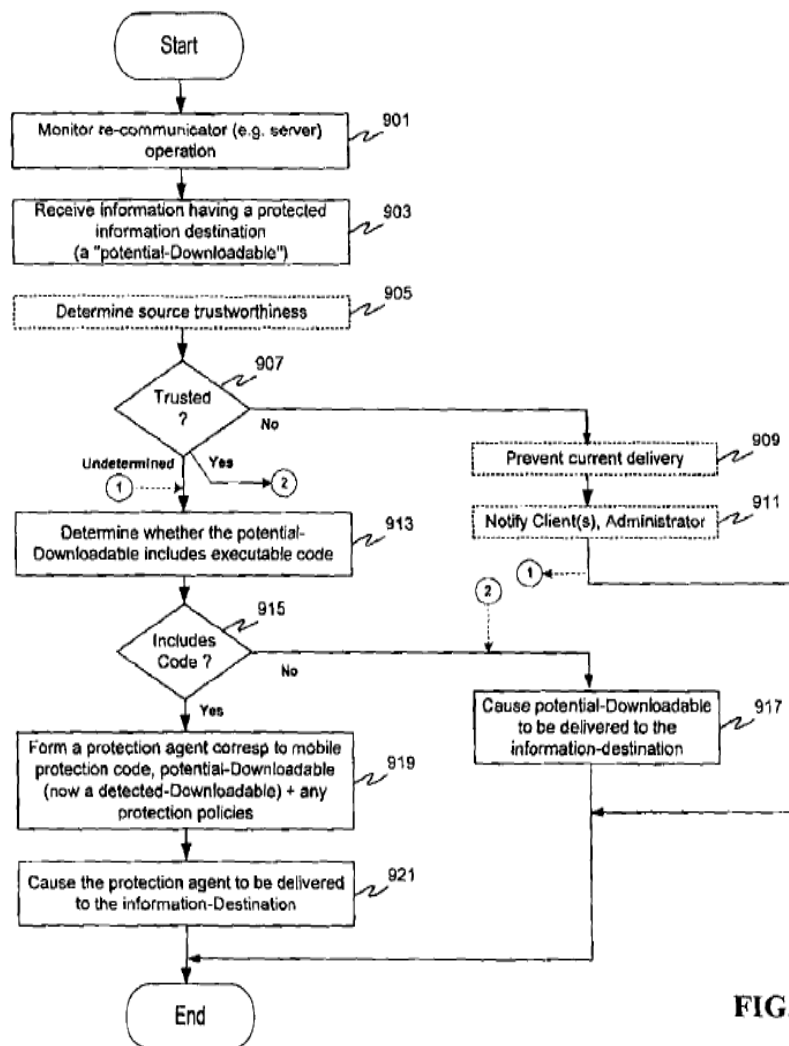 Start
Monitor re-communicator (e.g. server)
operation
901
Receive information having a protected
information destination
(a "potential-Downloadable")
903
Determine source trustworthiness
905
907
Trusted
?
No
Undetermined
Yes
1
2
Prevent current delivery
909
Notify Client(s), Administrator
911
1
2
Determine whether the potential-
Downloadable includes executable code
913
915
Includes
Code ?
No
Yes
Cause potential-Downloadable
to be delivered to the
information-destination
917
Form a protection agent corresp to mobile
protection code, potential-Downloadable
(now a detected-Downloadable) + any
protection policies
919
Cause the protection agent to be delivered
to the information-Destination
921
End
FIG.